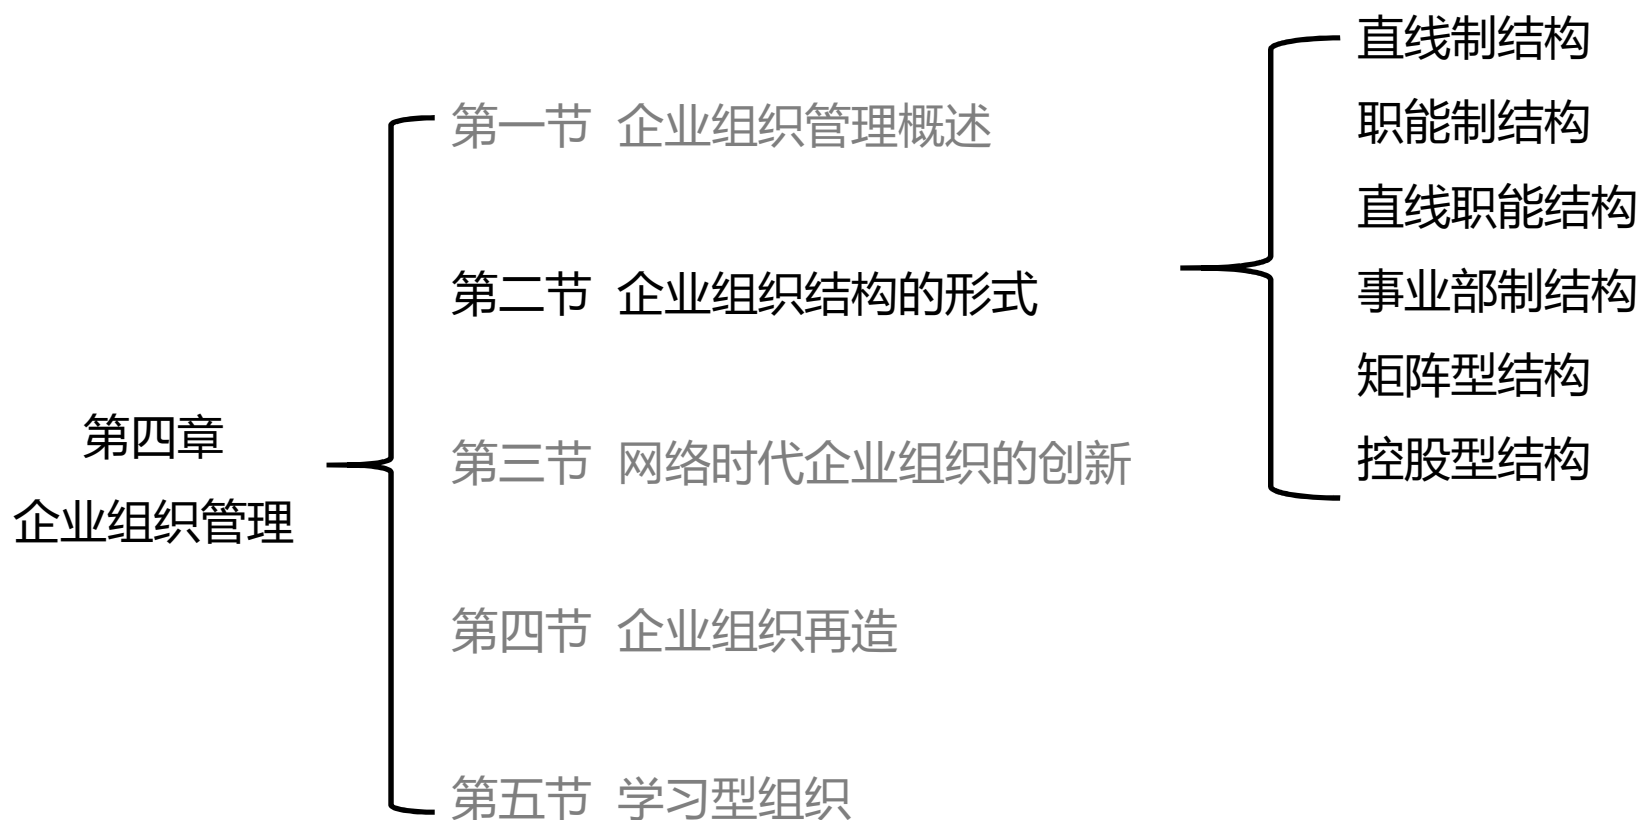 第四章
企业组织管理
第一节 企业组织管理概述
第二节 企业组织结构的形式
第三节 网络时代企业组织的创新
第四节 企业组织再造
第五节 学习型组织
直线制结构
职能制结构
直线职能结构
事业部制结构
矩阵型结构
控股型结构